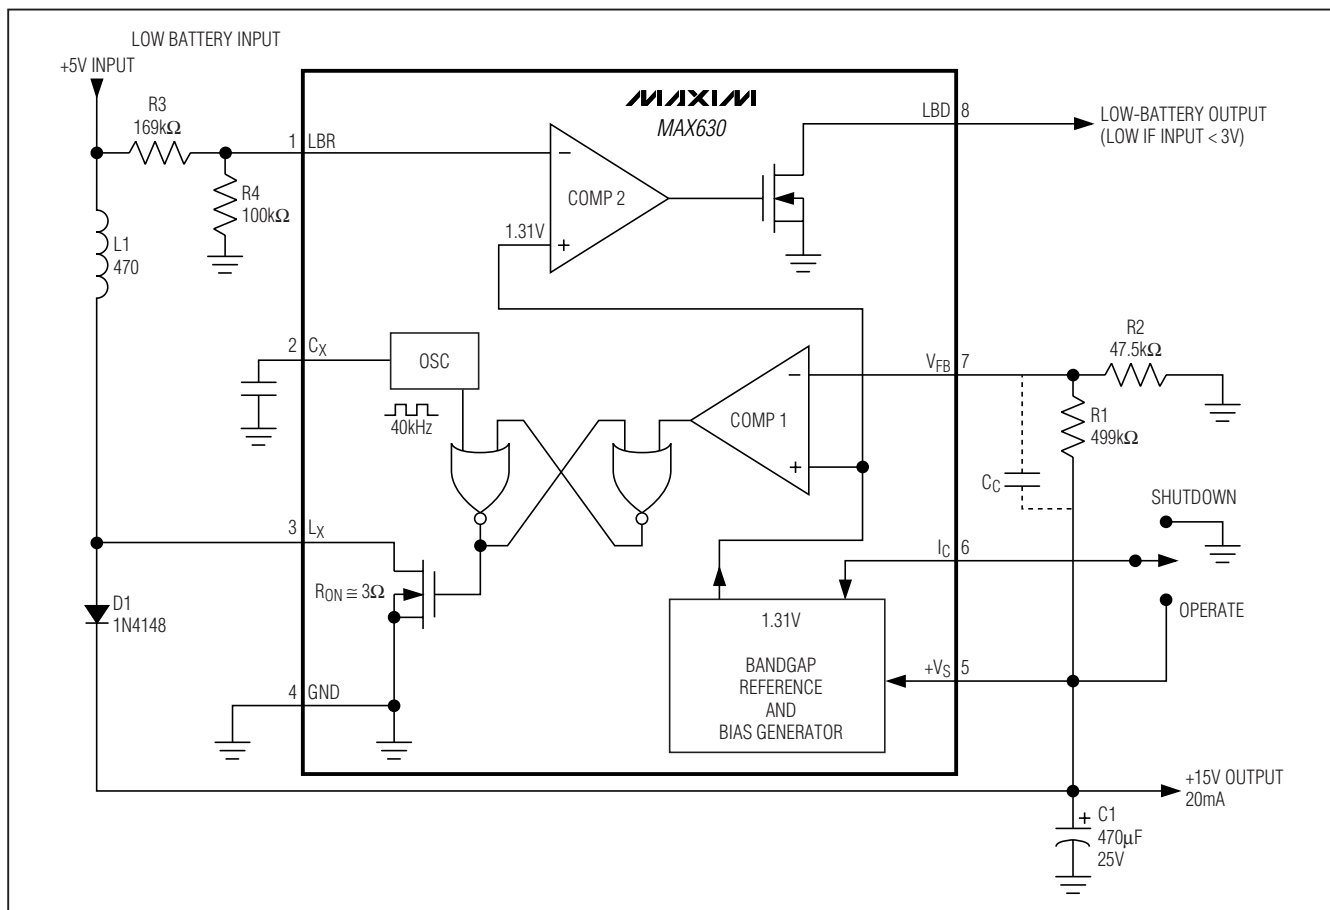 LOW BATTERY INPUT
+5V INPUT
R3
169kΩ
R4
100kΩ
L1
470
1
LBR
MAXIM
MAX630
LBD
8
LOW-BATTERY OUTPUT
(LOW IF INPUT < 3V)
−
COMP 2
1.31V
+
2
CX
OSC
40kHz
−
COMP 1
+
VFB
7
R2
47.5kΩ
R1
499kΩ
CC
SHUTDOWN
IC
6
OPERATE
3
LX
RON ≅ 3Ω
D1
1N4148
4
GND
1.31V
BANDGAP
REFERENCE
AND
BIAS GENERATOR
+VS
5
+15V OUTPUT
20mA
+
C1
470µF
25V